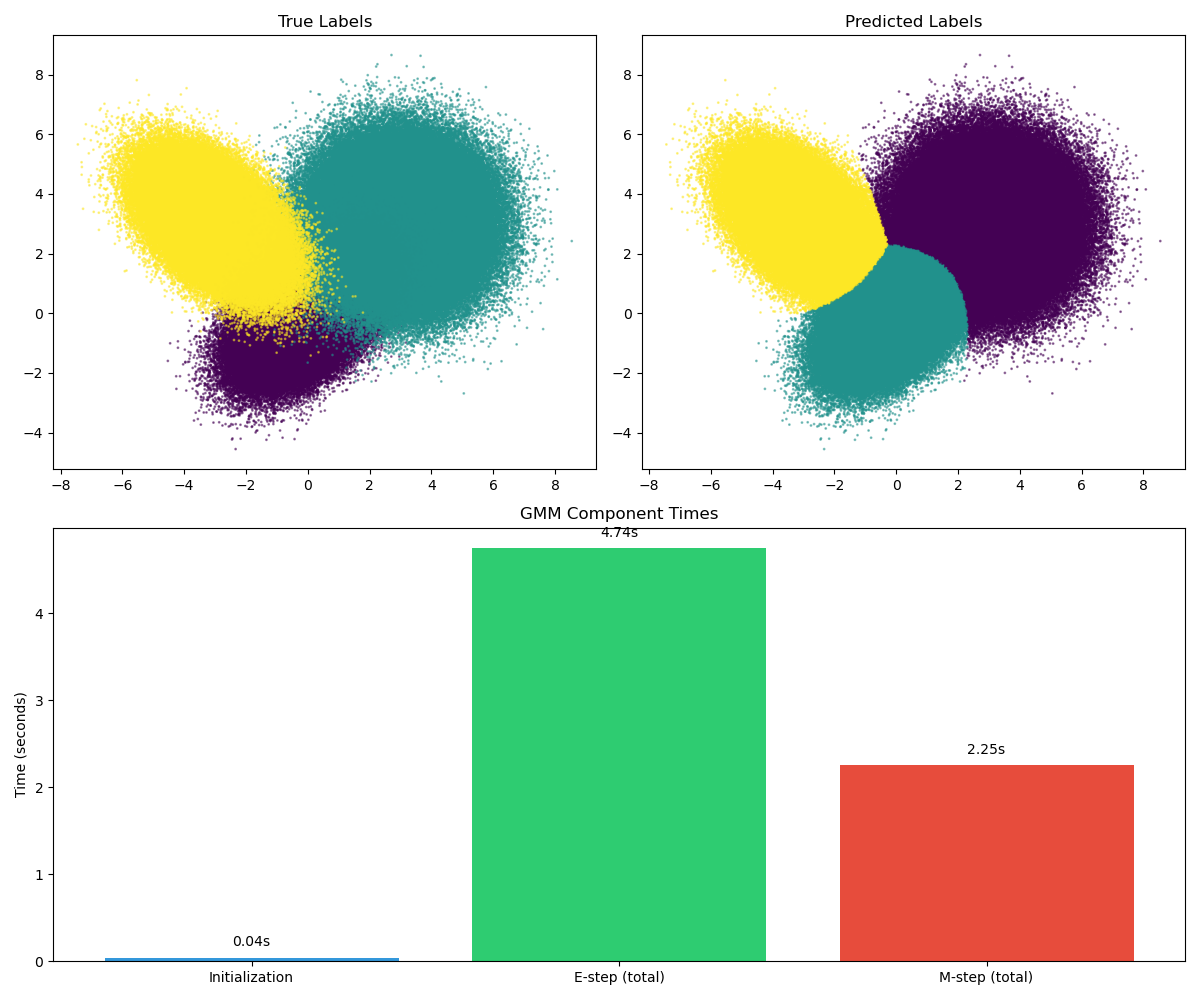 True Labels
8
6
4
2
0
−2
−4
−8 −6 −4 −2 0 2 4 6 8
Predicted Labels
8
6
4
2
0
−2
−4
−8 −6 −4 −2 0 2 4 6 8
GMM Component Times
Time (seconds)
4
3
2
1
0
0.04s
4.74s
2.25s
Initialization E-step (total) M-step (total)